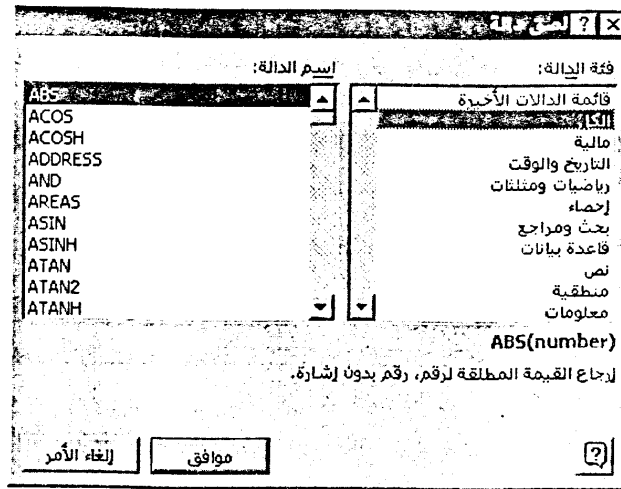 لصق دالة
فئة الدالة:
اسم الدالة:
قائمة الدالات الأخيرة
الكل
مالية
التاريخ والوقت
رياضيات ومثلثات
إحصاء
بحث ومراجع
قاعدة بيانات
نص
منطقية
معلومات
ABS
ACOS
ACOSH
ADDRESS
AND
AREAS
ASIN
ASINH
ATAN
ATAN2
ATANH
ABS(number)
إرجاع القيمة المطلقة لرقم، رقم بدون إشارة.
موافق
إلغاء الأمر